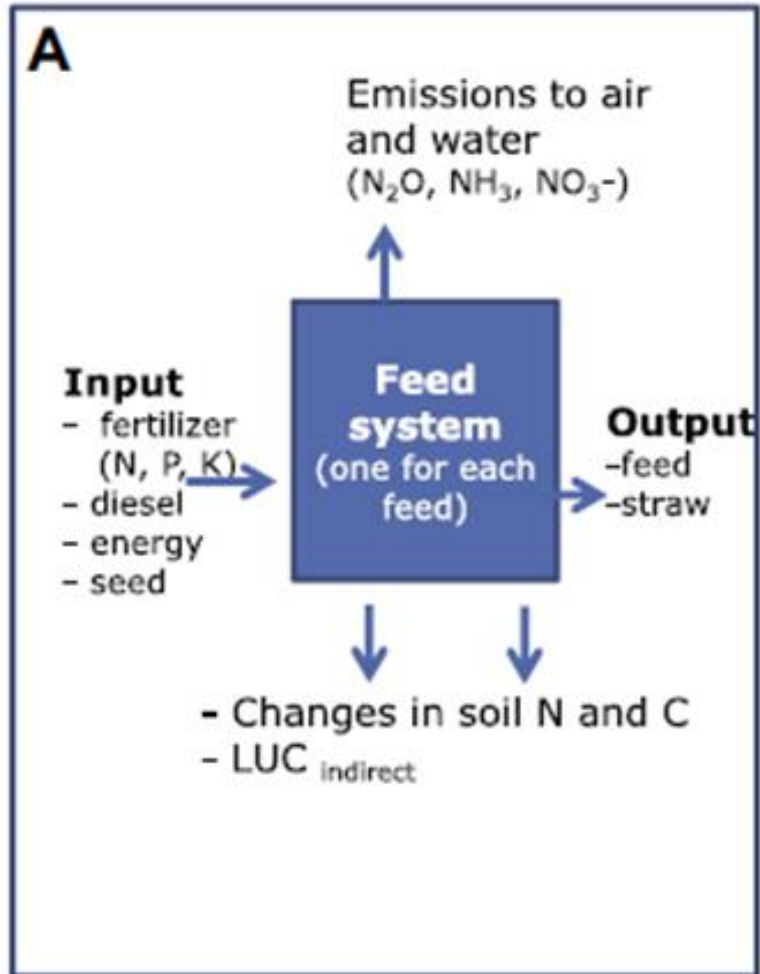 A
Emissions to air
and water
(N₂O, NH₃, NO₃-)
Input
- fertilizer
(N, P, K)
- diesel
- energy
- seed
Feed
system
(one for each
feed)
Output
-feed
-straw
- Changes in soil N and C
- LUC indirect